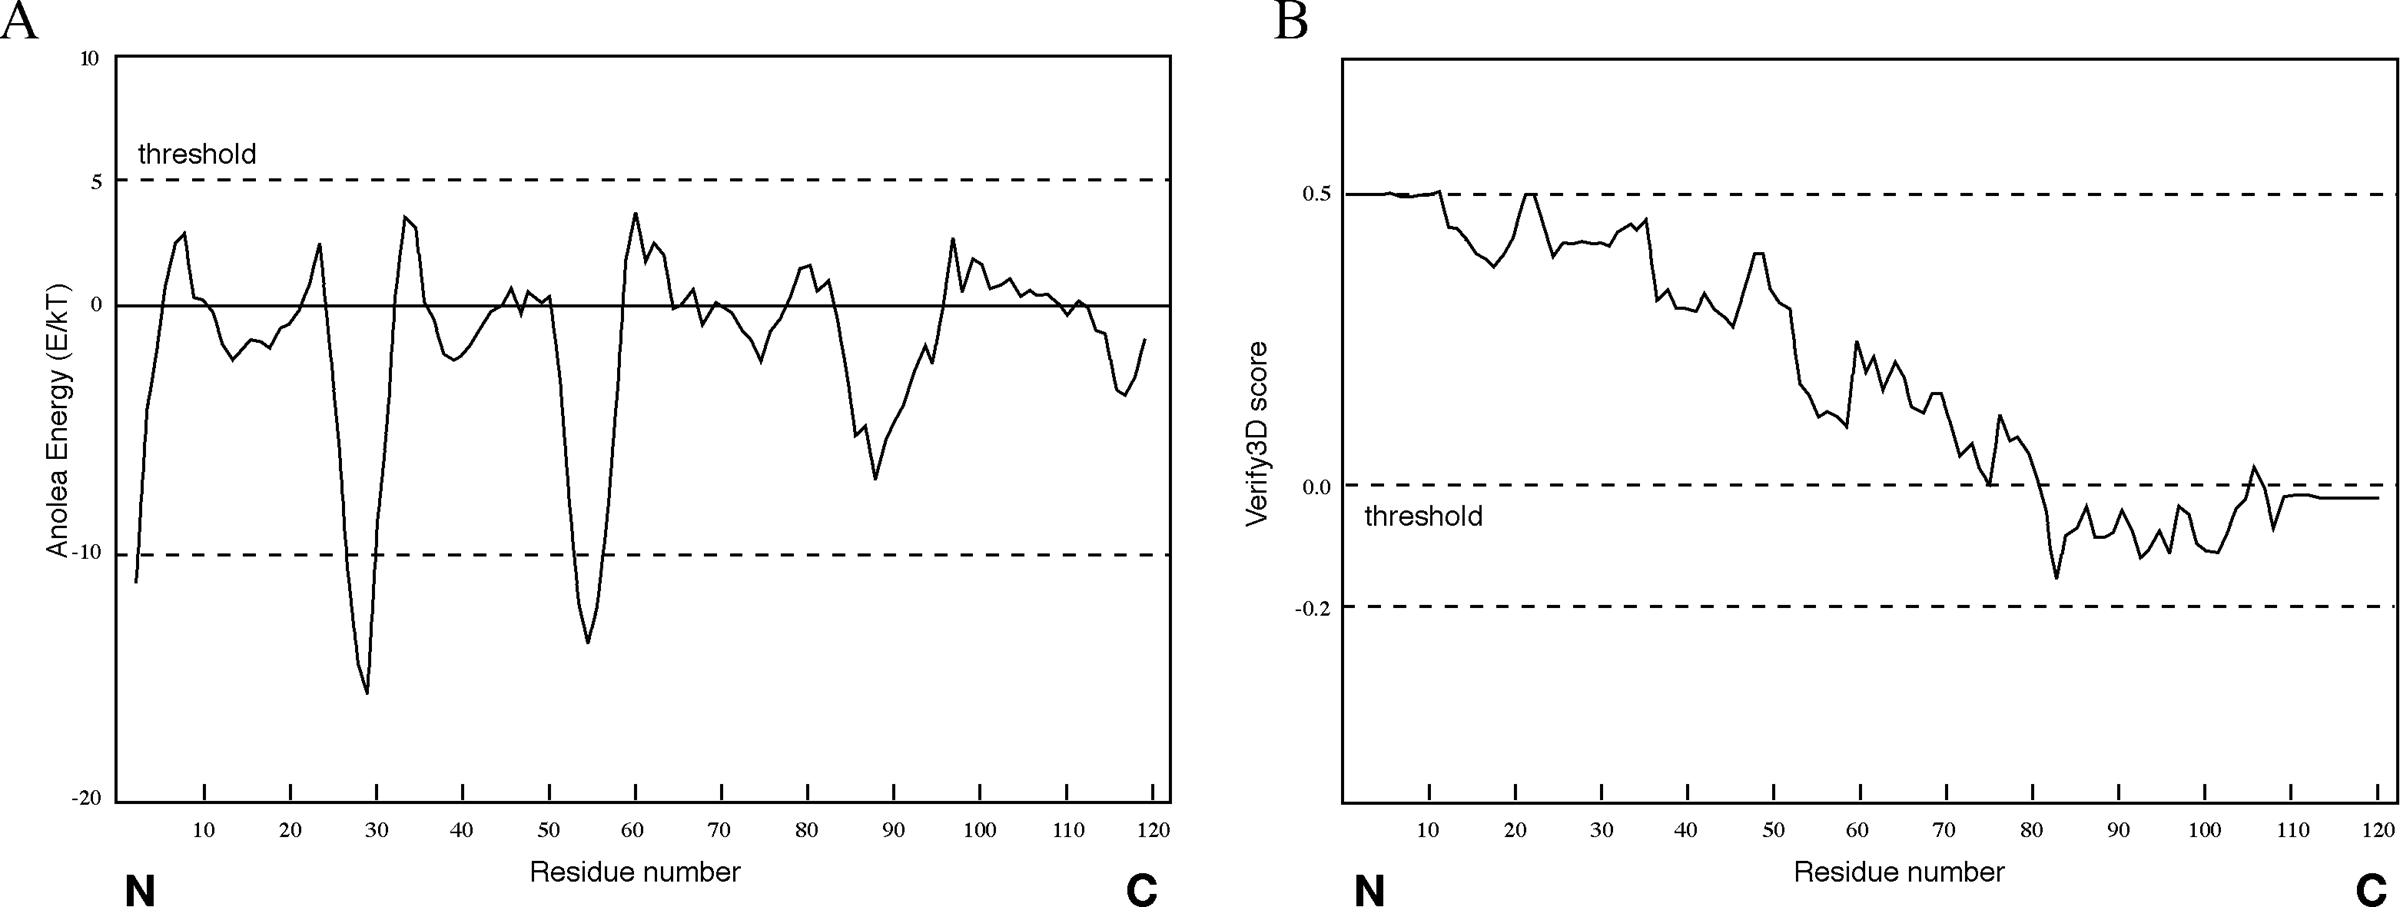 A
10
threshold
5
0
-10
-20
Anolea Energy (E/kT)
10 20 30 40 50 60 70 80 90 100 110 120
Residue number
N C
B
0.5
0.0
threshold
-0.2
Verify3D score
10 20 30 40 50 60 70 80 90 100 110 120
Residue number
N C